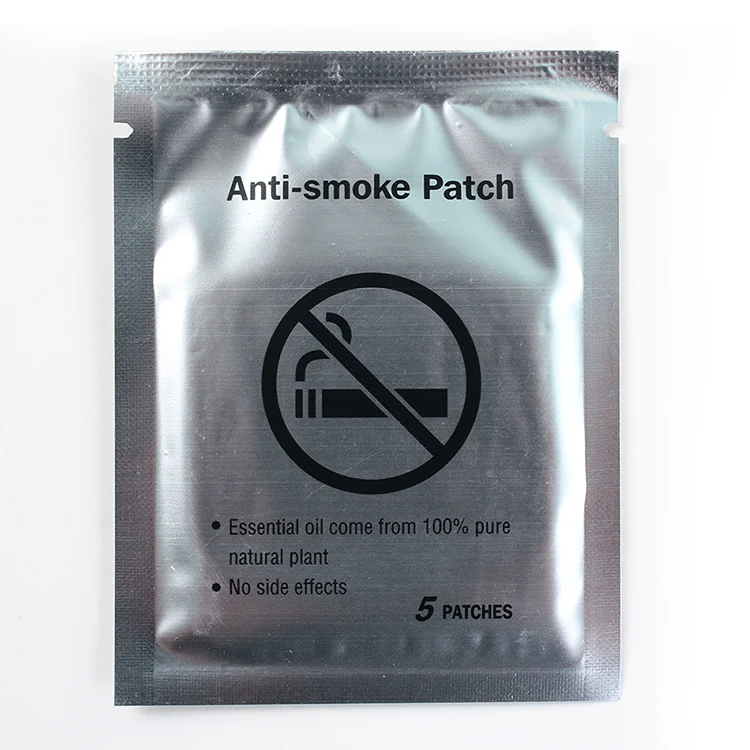 Anti-smoke Patch
• Essential oil come from 100% pure
natural plant
• No side effects
5 PATCHES